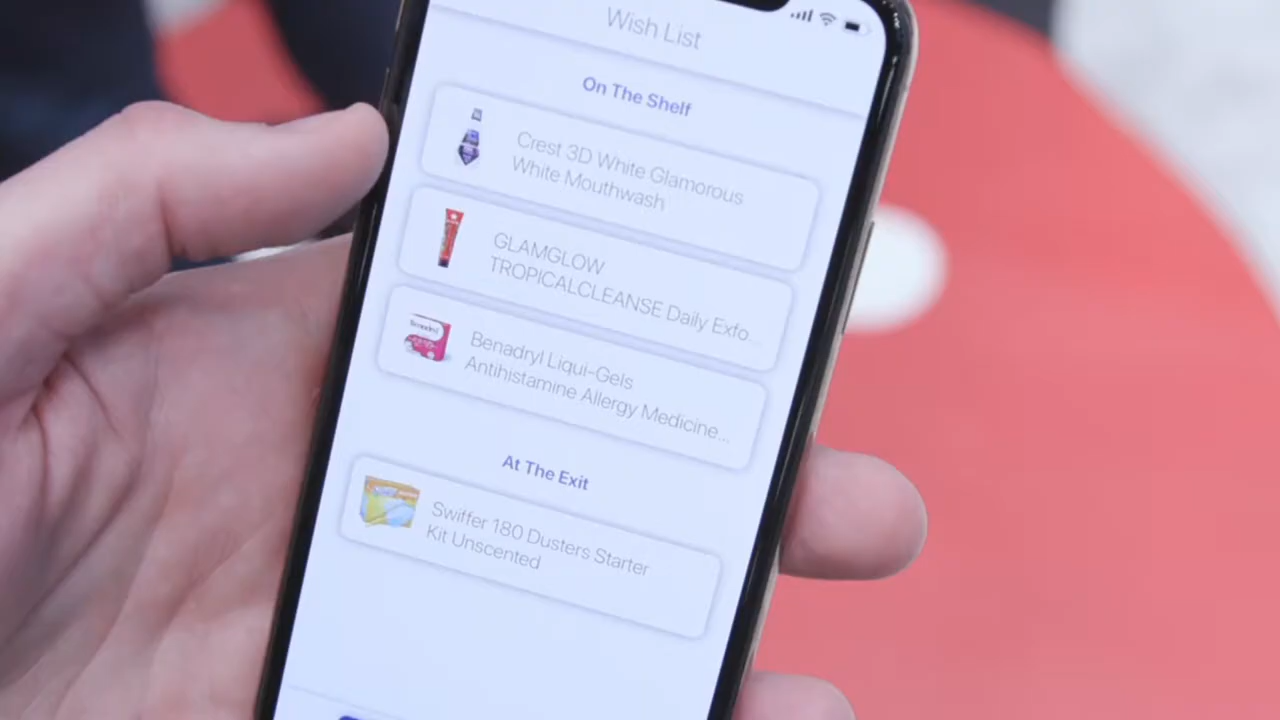 Wish List
On The Shelf
Crest 3D White Glamorous
White Mouthwash
GLAMGLOW
TROPICALCLEANSE Daily Exfo...
Benadryl
Benadryl Liqui-Gels
Antihistamine Allergy Medicine...
At The Exit
Swiffer 180 Dusters Starter
Kit Unscented